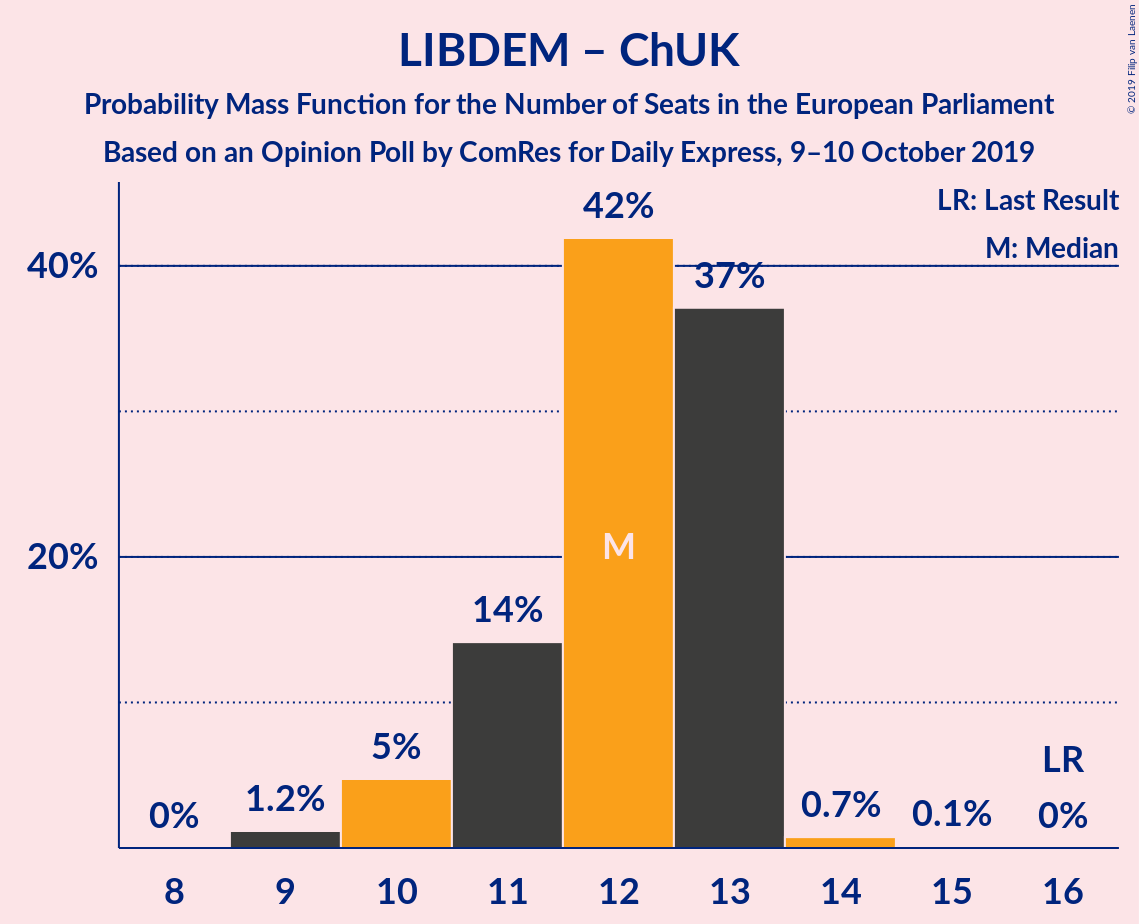 LIBDEM – ChUK
Probability Mass Function for the Number of Seats in the European Parliament
Based on an Opinion Poll by ComRes for Daily Express, 9–10 October 2019
© 2019 Filip van Laenen
LR: Last Result
M: Median
40%
20%
0%
1.2%
5%
14%
42%
M
37%
0.7%
0.1%
LR
0%
8 9 10 11 12 13 14 15 16